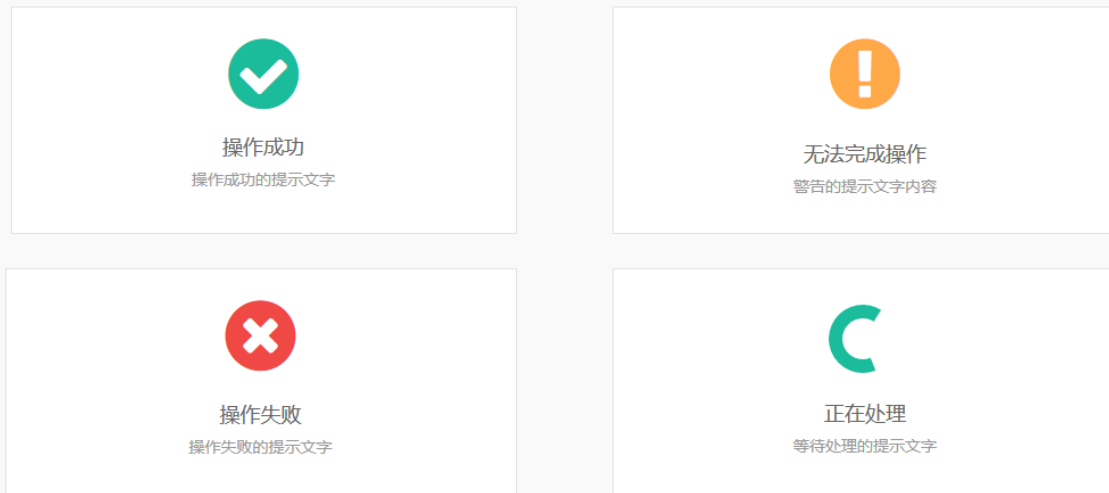 操作成功
操作成功的提示文字
无法完成操作
警告的提示文字内容
操作失败
操作失败的提示文字
正在处理
等待处理的提示文字